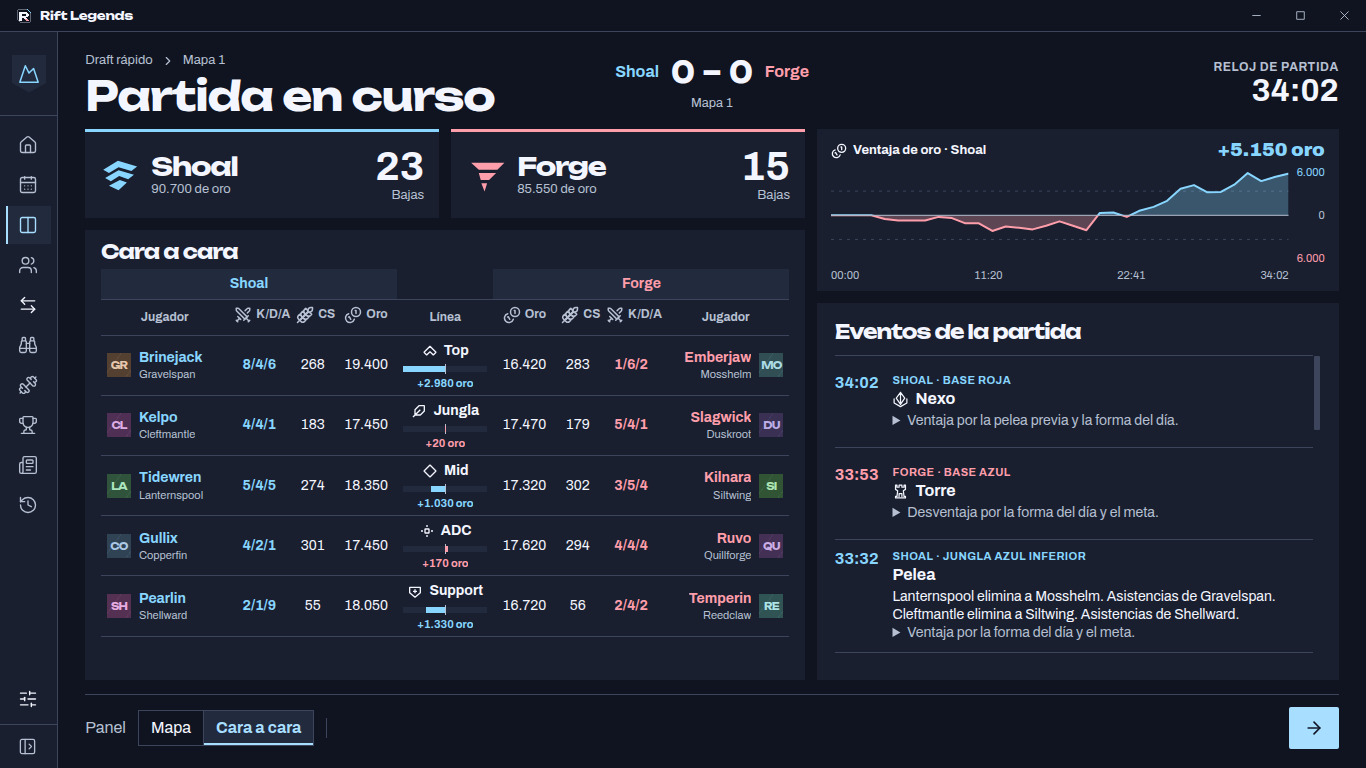 Rift Legends
Draft rápido > Mapa 1
Partida en curso
Shoal 0 – 0 Forge
Mapa 1
RELOJ DE PARTIDA
34:02
Shoal
90.700 de oro
23
Bajas
Forge
85.550 de oro
15
Bajas
Ventaja de oro · Shoal
+5.150 oro
6.000
0
6.000
00:00 11:20 22:41 34:02
Cara a cara
Shoal Forge
Jugador K/D/A CS Oro Línea Oro CS K/D/A Jugador
GR Brinejack Gravelspan 8/4/6 268 19.400 Top +2.980 oro 16.420 283 1/6/2 Emberjaw Mosshelm MO
CL Kelpo Cleftmantle 4/4/1 183 17.450 Jungla +20 oro 17.470 179 5/4/1 Slagwick Duskroot DU
LA Tidewren Lanternspool 5/4/5 274 18.350 Mid +1.030 oro 17.320 302 3/5/4 Kilnara Siltwing SI
CO Gullix Copperfin 4/2/1 301 17.450 ADC +170 oro 17.620 294 4/4/4 Ruvo Quillforge QU
SH Pearlin Shellward 2/1/9 55 18.050 Support +1.330 oro 16.720 56 2/4/2 Temperin Reedclaw RE
Eventos de la partida
34:02 SHOAL · BASE ROJA
Nexo
Ventaja por la pelea previa y la forma del día.
33:53 FORGE · BASE AZUL
Torre
Desventaja por la forma del día y el meta.
33:32 SHOAL · JUNGLA AZUL INFERIOR
Pelea
Lanternspool elimina a Mosshelm. Asistencias de Gravelspan.
Cleftmantle elimina a Siltwing. Asistencias de Shellward.
Ventaja por la forma del día y el meta.
Panel Mapa Cara a cara